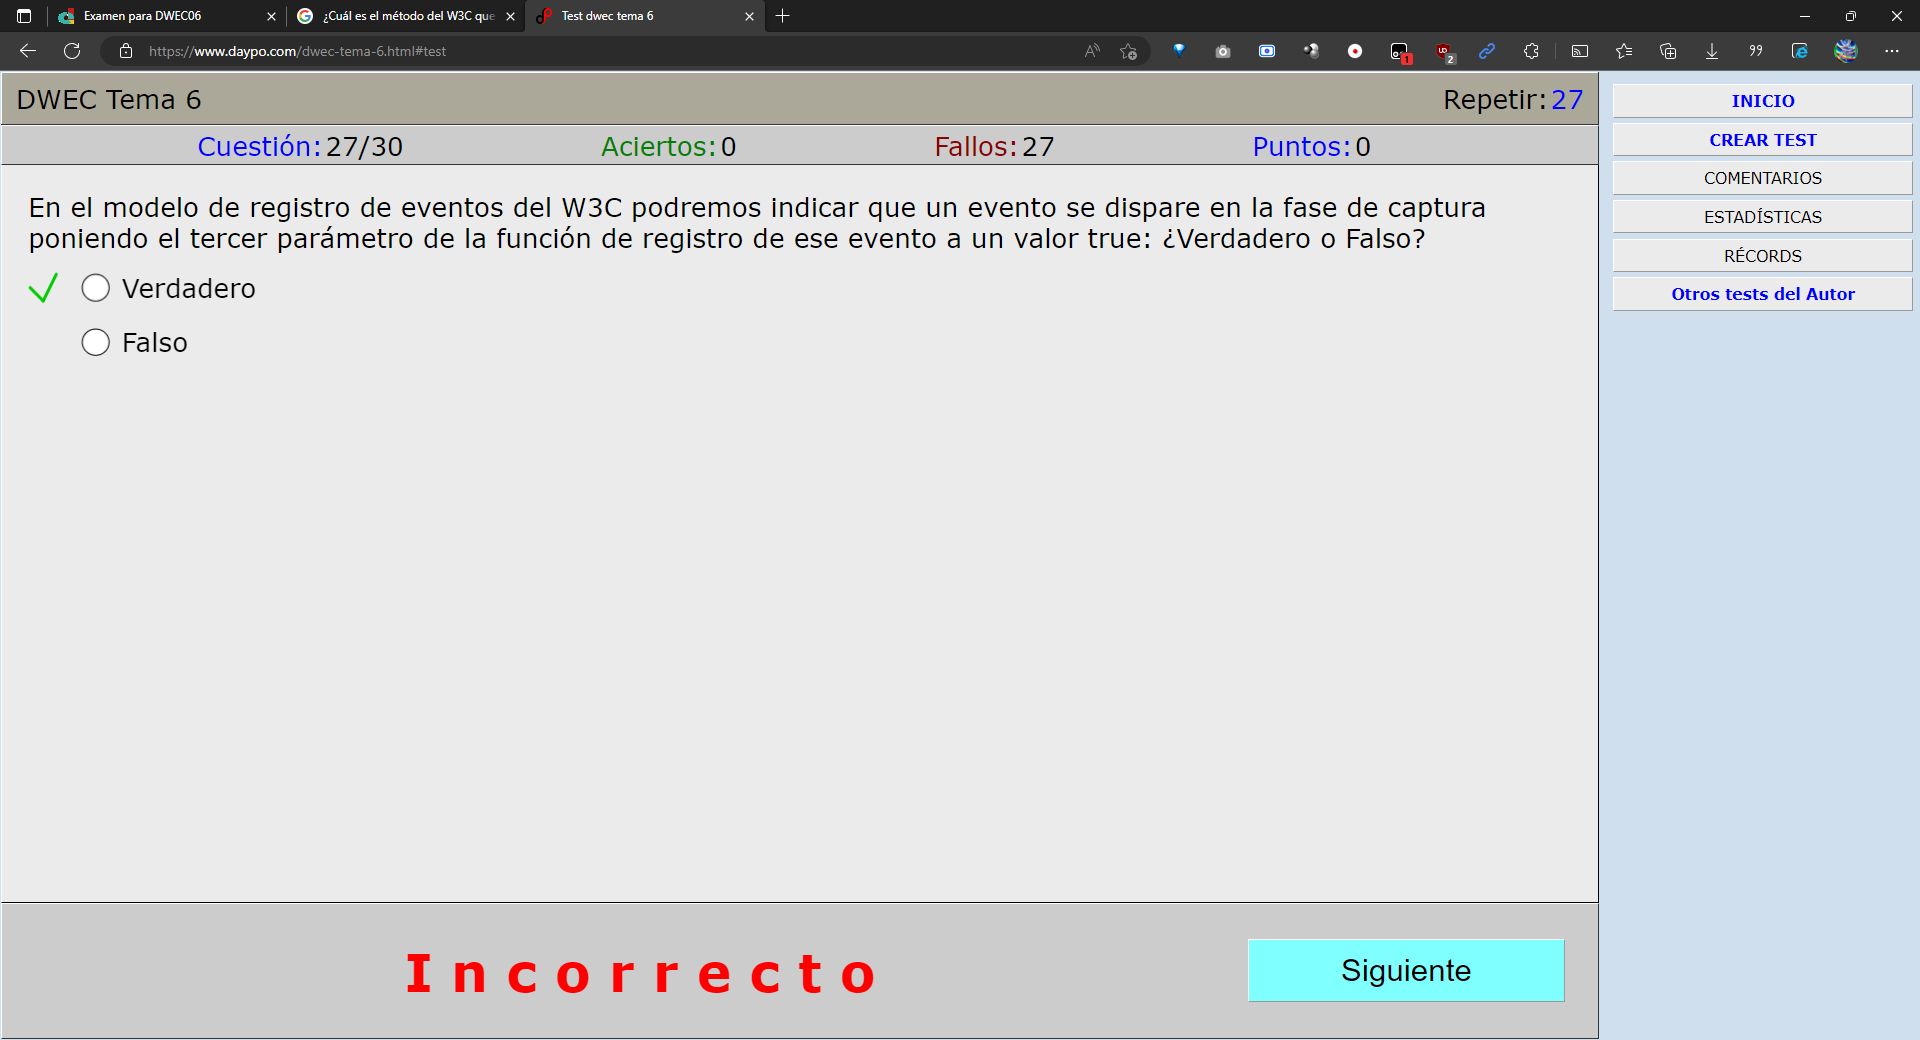 Examen para DWEC06
¿Cuál es el método del W3C que
Test dwec tema 6
https://www.daypo.com/dwec-tema-6.html#test
1
2
DWEC Tema 6
Repetir:27
Cuestión:27/30
Aciertos:0
Fallos:27
Puntos:0
En el modelo de registro de eventos del W3C podremos indicar que un evento se dispare en la fase de captura
poniendo el tercer parámetro de la función de registro de ese evento a un valor true: ¿Verdadero o Falso?
Verdadero
Falso
Incorrecto
Siguiente
INICIO
CREAR TEST
COMENTARIOS
ESTADÍSTICAS
RÉCORDS
Otros tests del Autor